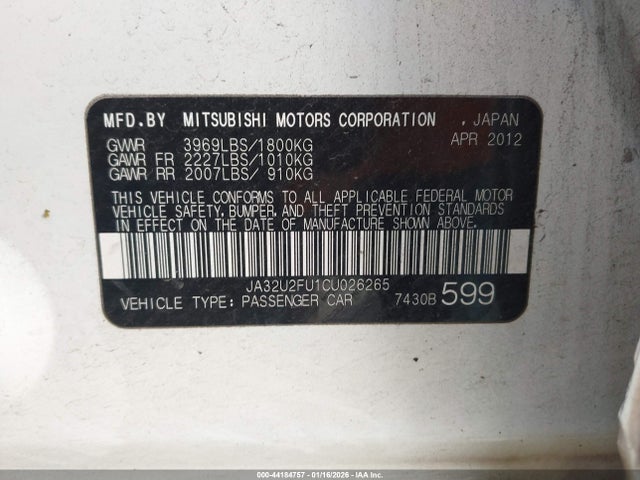 MFD.BY MITSUBISHI MOTORS CORPORATION , JAPAN
GVWR 3969LBS/1800KG APR 2012
GAWR FR 2227LBS/1010KG
GAWR RR 2007LBS/ 910KG
THIS VEHICLE CONFORMS TO ALL APPLICABLE FEDERAL MOTOR
VEHICLE SAFETY, BUMPER, AND THEFT PREVENTION STANDARDS
IN EFFECT ON THE DATE OF MANUFACTURE SHOWN ABOVE.
JA32U2FU1CU026265
VEHICLE TYPE: PASSENGER CAR 7430B 599
000-44184757 - 01/16/2026 - IAA Inc.